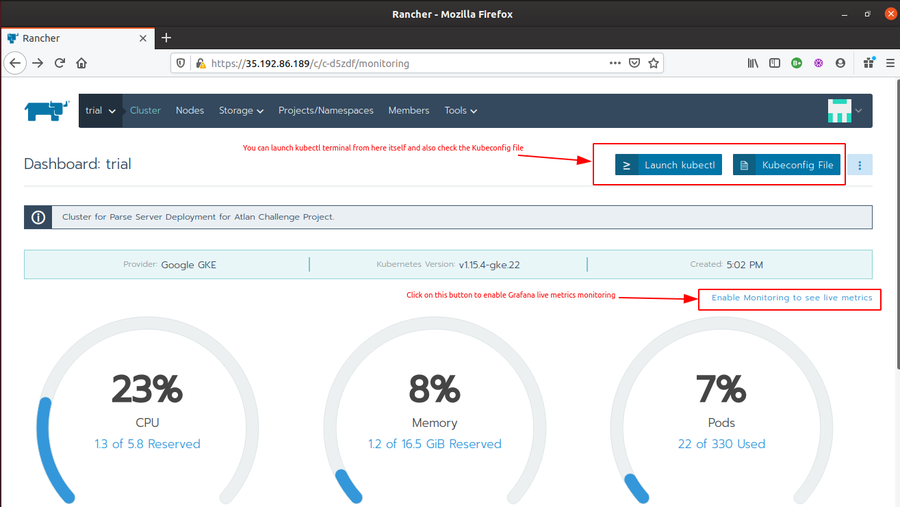 Rancher - Mozilla Firefox
Rancher
https://35.192.86.189/c/c-d5zdf/monitoring
trial Cluster Nodes Storage Projects/Namespaces Members Tools
You can launch kubectl terminal from here itself and also check the Kubeconfig file
Dashboard: trial
Launch kubectl
Kubeconfig File
Cluster for Parse Server Deployment for Atlan Challenge Project.
Provider: Google GKE
Kubernetes Version: v1.15.4-gke.22
Created: 5:02 PM
Click on this button to enable Grafana live metrics monitoring
Enable Monitoring to see live metrics
23%
CPU
1.3 of 5.8 Reserved
8%
Memory
1.2 of 16.5 GiB Reserved
7%
Pods
22 of 330 Used